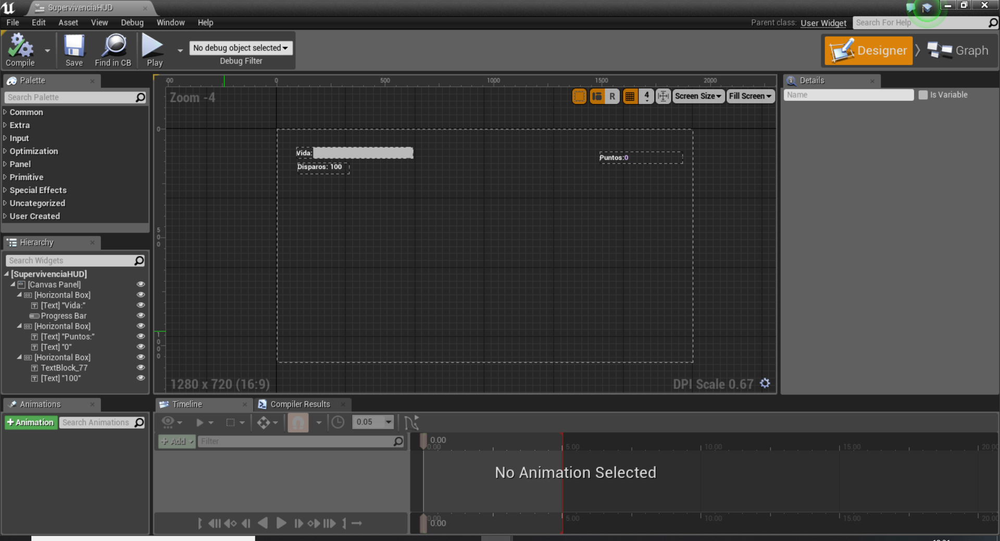 SupervivenciaHUD
File Edit Asset View Debug Window Help
Parent class: User Widget Search For Help
Compile Save Find in CB Play
No debug object selected
Debug Filter
Designer Graph
Palette
Search Palette
Common
Extra
Input
Optimization
Panel
Primitive
Special Effects
Uncategorized
User Created
Hierarchy
Search Widgets
[SupervivenciaHUD]
[Canvas Panel]
[Horizontal Box]
[Text] "Vida:"
Progress Bar
[Horizontal Box]
[Text] "Puntos:"
[Text] "0"
[Horizontal Box]
TextBlock_77
[Text] "100"
00 0 500 1000 1500 2000
Zoom -4
R 4 Screen Size Fill Screen
0
500
1000
Vida:
Disparos: 100
Puntos:0
1280 x 720 (16:9)
DPI Scale 0.67
Details
Name Is Variable
Animations
+ Animation Search Animations
Timeline Compiler Results
0.05
+ Add Filter
0.00
0.00 5.00 10.00 15.00 20.00
No Animation Selected
0.00 5.00 10.00 15.00 20.00
0.00